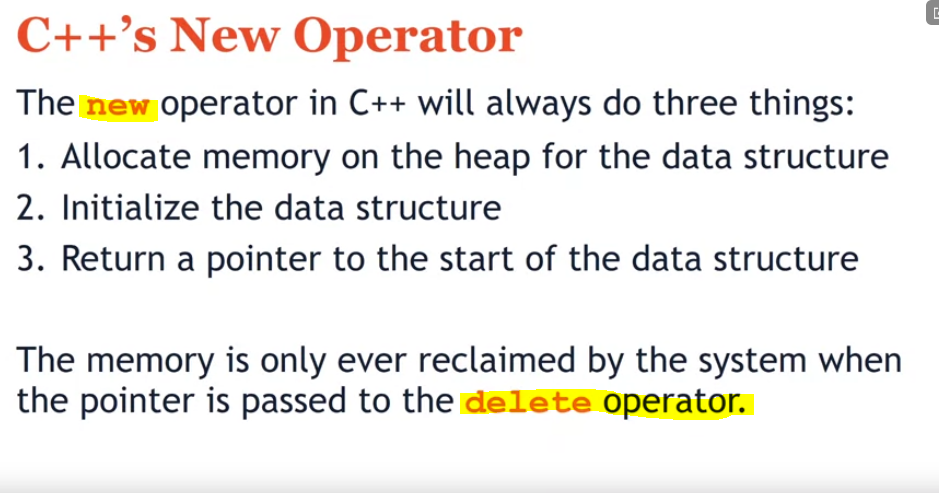 C++’s New Operator
The new operator in C++ will always do three things:
1. Allocate memory on the heap for the data structure
2. Initialize the data structure
3. Return a pointer to the start of the data structure
The memory is only ever reclaimed by the system when
the pointer is passed to the delete operator.